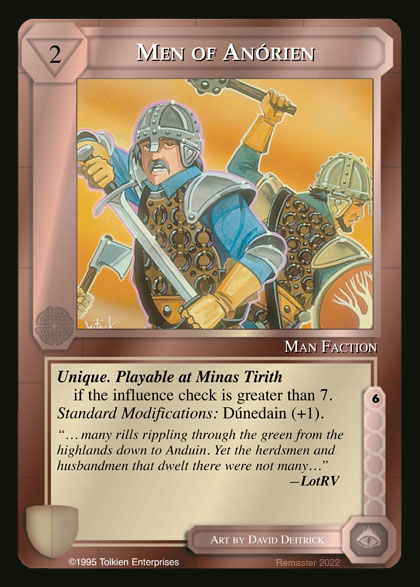 2
MEN OF ANÓRIEN
MAN FACTION
Unique. Playable at Minas Tirith
if the influence check is greater than 7.
Standard Modifications: Dúnedain (+1).
“… many rills rippling through the green from the
highlands down to Anduin. Yet the herdsmen and
husbandmen that dwelt there were not many…”
–LotRV
6
ART BY DAVID DEITRICK
©1995 Tolkien Enterprises
Remaster 2022